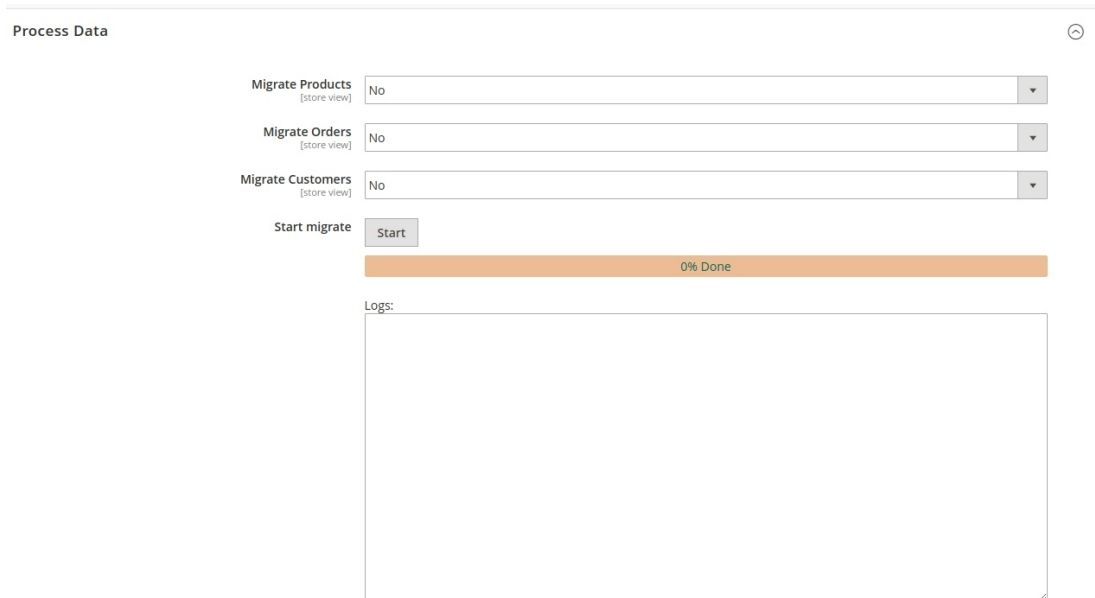 Process Data
Migrate Products
[store view]
No
Migrate Orders
[store view]
No
Migrate Customers
[store view]
No
Start migrate
Start
0% Done
Logs: